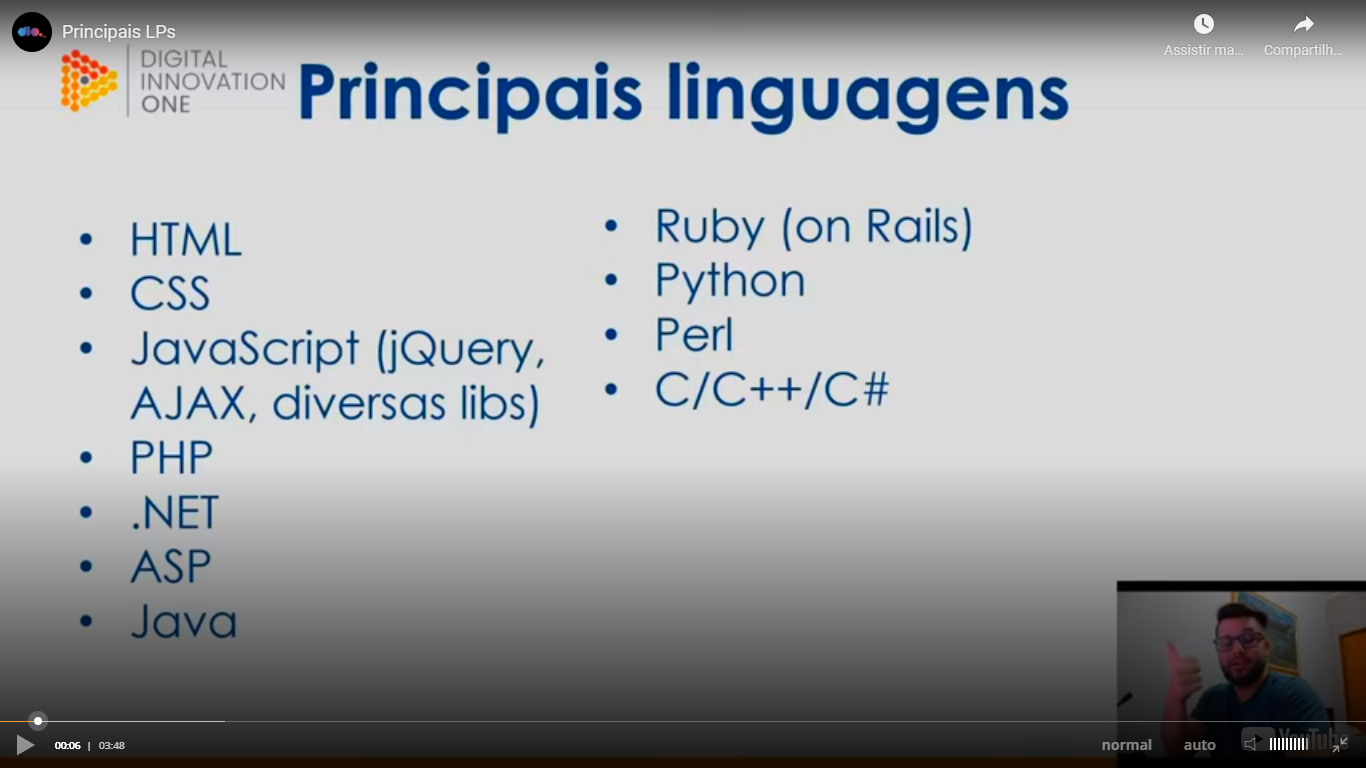 Principais LPs
Assistir ma...
Compartilh...
DIGITAL
INNOVATION
ONE
Principais linguagens
• HTML
• CSS
• JavaScript (jQuery,
AJAX, diversas libs)
• PHP
• .NET
• ASP
• Java
• Ruby (on Rails)
• Python
• Perl
• C/C++/C#
00:06 | 03:48
normal
auto
YouTube